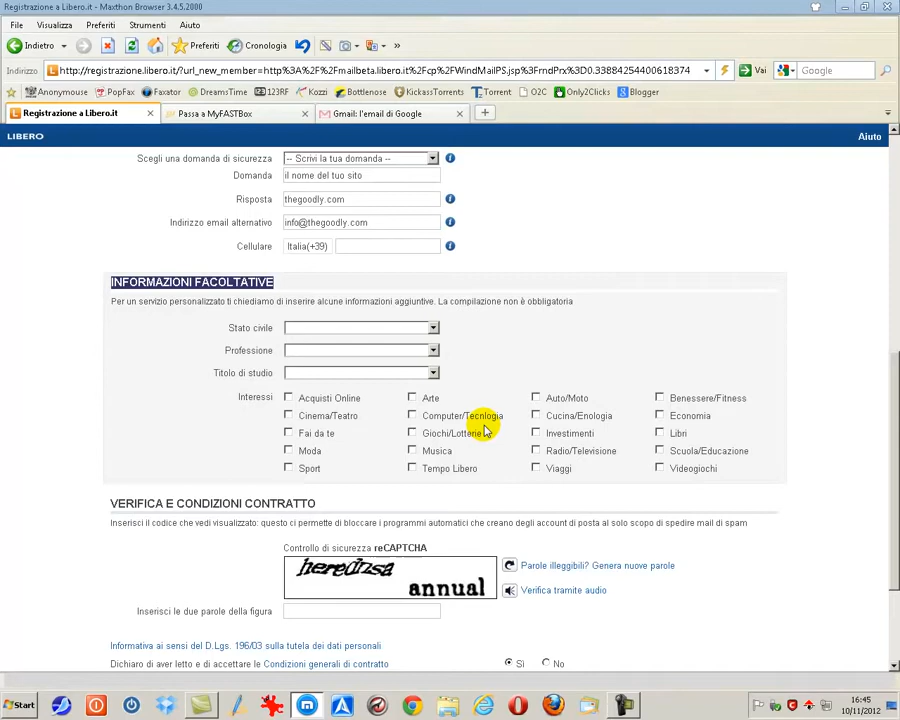 Registrazione a Libero.it - Maxthon Browser 3.4.5.2000
File Visualizza Preferiti Strumenti Aiuto
Indietro Preferiti Cronologia »
Indirizzo http://registrazione.libero.it/?url_new_member=http%3A%2F%2Fmailbeta.libero.it%2Fcp%2FWindMailPS.jsp%3FrndPrx%3D0.33884254400618374 Vai Google
Anonymouse PopFax Faxator DreamsTime 123RF Kozzi Bottlenose KickassTorrents Torrent O2C Only2Clicks Blogger
Registrazione a Libero.it Passa a MyFASTBox Gmail: l'email di Google
LIBERO Aiuto
Scegli una domanda di sicurezza -- Scrivi la tua domanda --
Domanda il nome del tuo sito
Risposta thegoodly.com
Indirizzo email alternativo info@thegoodly.com
Cellulare Italia(+39)
INFORMAZIONI FACOLTATIVE
Per un servizio personalizzato ti chiediamo di inserire alcune informazioni aggiuntive. La compilazione non è obbligatoria
Stato civile
Professione
Titolo di studio
Interessi Acquisti Online Arte Auto/Moto Benessere/Fitness
Cinema/Teatro Computer/Tecnlogia Cucina/Enologia Economia
Fai da te Giochi/Lotterie Investimenti Libri
Moda Musica Radio/Televisione Scuola/Educazione
Sport Tempo Libero Viaggi Videogiochi
VERIFICA E CONDIZIONI CONTRATTO
Inserisci il codice che vedi visualizzato: questo ci permette di bloccare i programmi automatici che creano degli account di posta al solo scopo di spedire mail di spam
Controllo di sicurezza reCAPTCHA
annual
Parole illeggibili? Genera nuove parole
Verifica tramite audio
Inserisci le due parole della figura
Informativa ai sensi del D.Lgs. 196/03 sulla tutela dei dati personali
Dichiaro di aver letto e di accettare le Condizioni generali di contratto Sì No
Start
16:45
10/11/2012